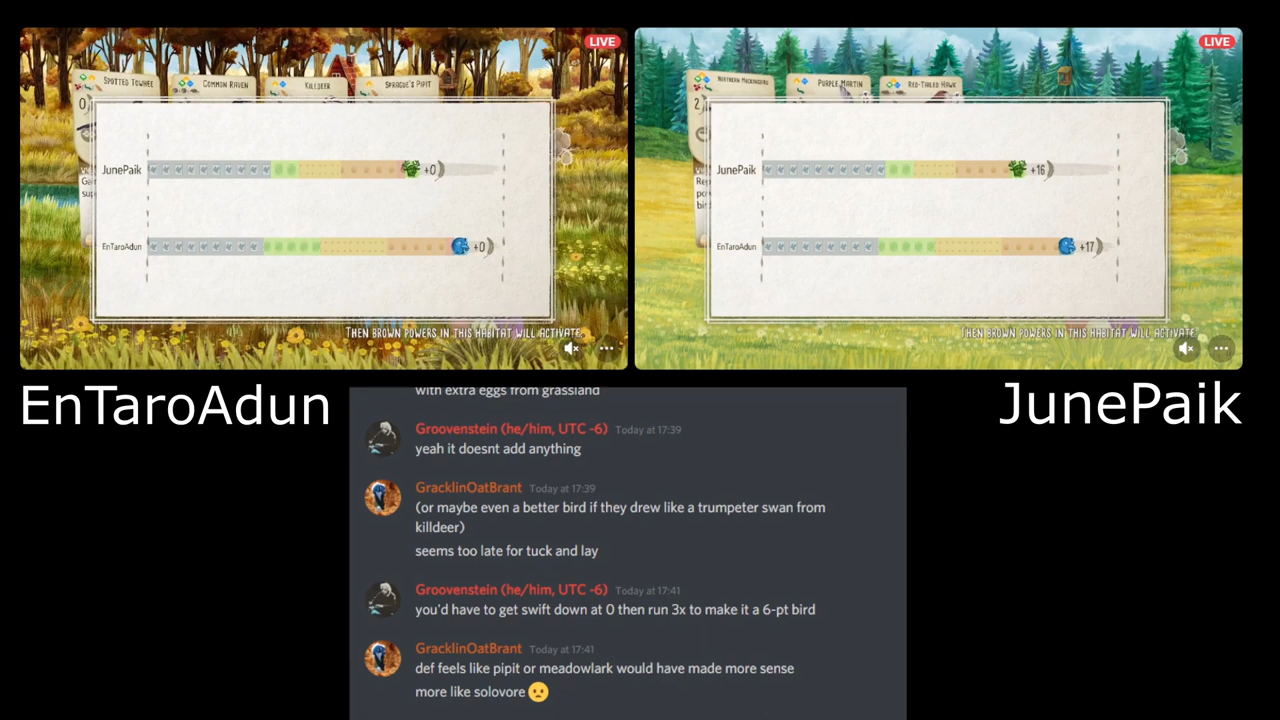 LIVE
SPOTTED TOWHEE
COMMON RAVEN
KILLDEER
SPRAGUE'S PIPIT
0
JunePaik
+0
EnTaroAdun
+0
THEN BROWN POWERS IN THIS HABITAT WILL ACTIVATE.
LIVE
NORTHERN MOCKINGBIRD
PURPLE MARTIN
RED-TAILED HAWK
2
JunePaik
+16
EnTaroAdun
+17
THEN BROWN POWERS IN THIS HABITAT WILL ACTIVATE.
EnTaroAdun
JunePaik
with extra eggs from grassland
Groovenstein (he/him, UTC -6) Today at 17:39
yeah it doesnt add anything
GracklinOatBrant Today at 17:39
(or maybe even a better bird if they drew like a trumpeter swan from
killdeer)
seems too late for tuck and lay
Groovenstein (he/him, UTC -6) Today at 17:41
you'd have to get swift down at 0 then run 3x to make it a 6-pt bird
GracklinOatBrant Today at 17:41
def feels like pipit or meadowlark would have made more sense
more like solovore